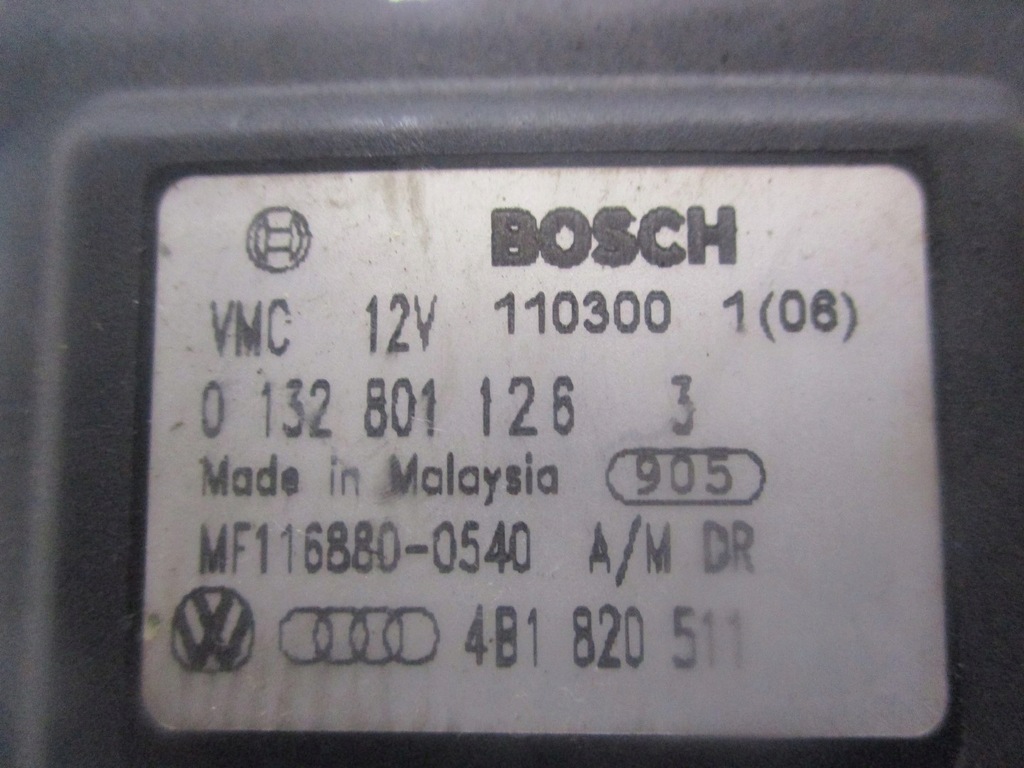 BOSCH
VMC 12V 110300 1(06)
0 132 801 126 3
Made in Malaysia 905
MF116880-0540 A/M DR
4B1 820 511